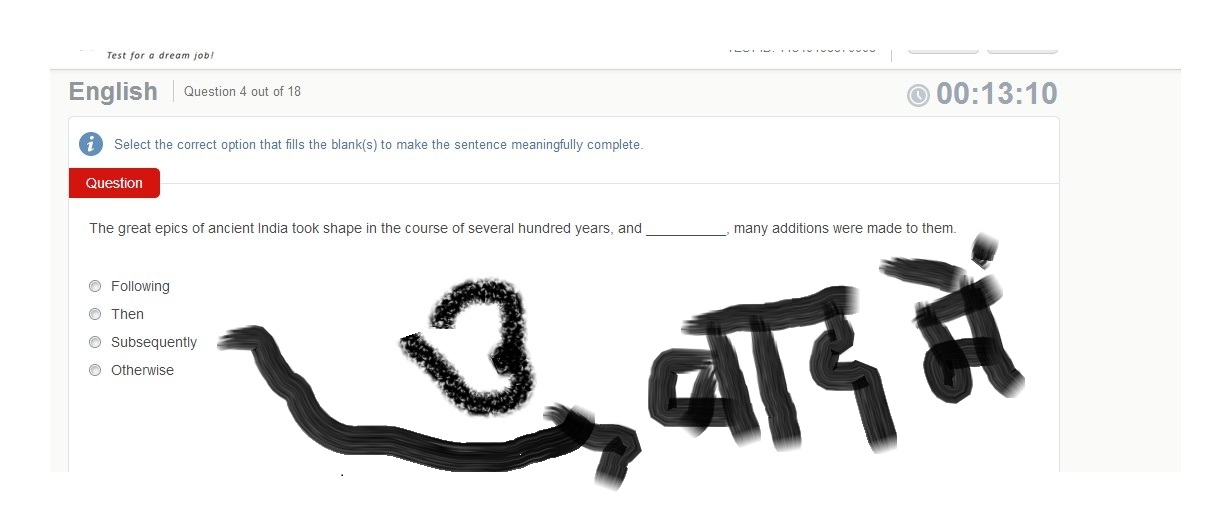 Test for a dream job!
English Question 4 out of 18 00:13:10
Select the correct option that fills the blank(s) to make the sentence meaningfully complete.
Question
The great epics of ancient India took shape in the course of several hundred years, and __________, many additions were made to them.
Following
Then
Subsequently
Otherwise
3
बाद में